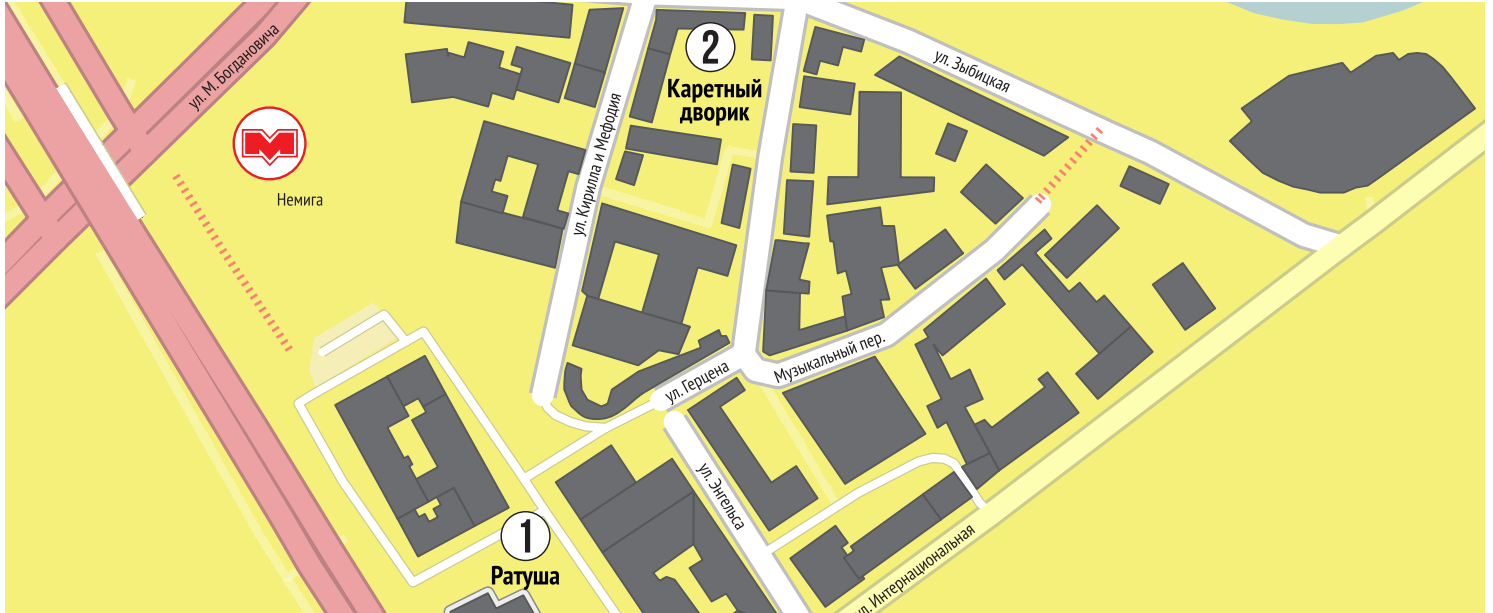 2
ул. М. Богдановича
ул. Зыбицкая
Каретный
дворик
М
ул. Кирилла и Мефодия
Немига
Музыкальный пер.
ул. Герцена
ул. Энгельса
1
Ратуша
ул. Интернациональная